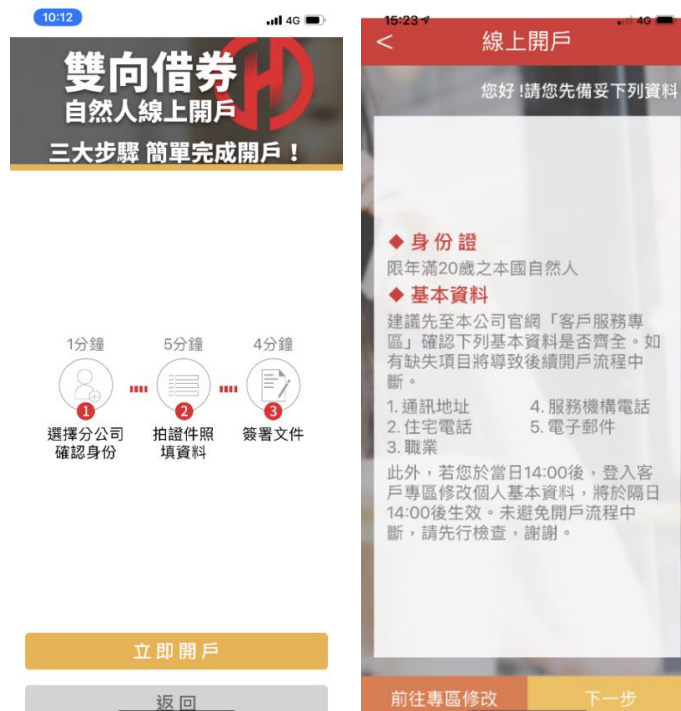 10:12
4G
雙向借券
自然人線上開戶
三大步驟 簡單完成開戶！
1分鐘
5分鐘
4分鐘
1
2
3
選擇分公司
確認身份
拍證件照
填資料
簽署文件
立即開戶
返回
15:23
4G
<
線上開戶
您好！請您先備妥下列資料
◆ 身份證
限年滿20歲之本國自然人
◆ 基本資料
建議先至本公司官網「客戶服務專
區」確認下列基本資料是否齊全。如
有缺失項目將導致後續開戶流程中
斷。
1. 通訊地址
4. 服務機構電話
2. 住宅電話
5. 電子郵件
3. 職業
此外，若您於當日14:00後，登入客
戶專區修改個人基本資料，將於隔日
14:00後生效。未避免開戶流程中
斷，請先行檢查，謝謝。
前往專區修改
下一步